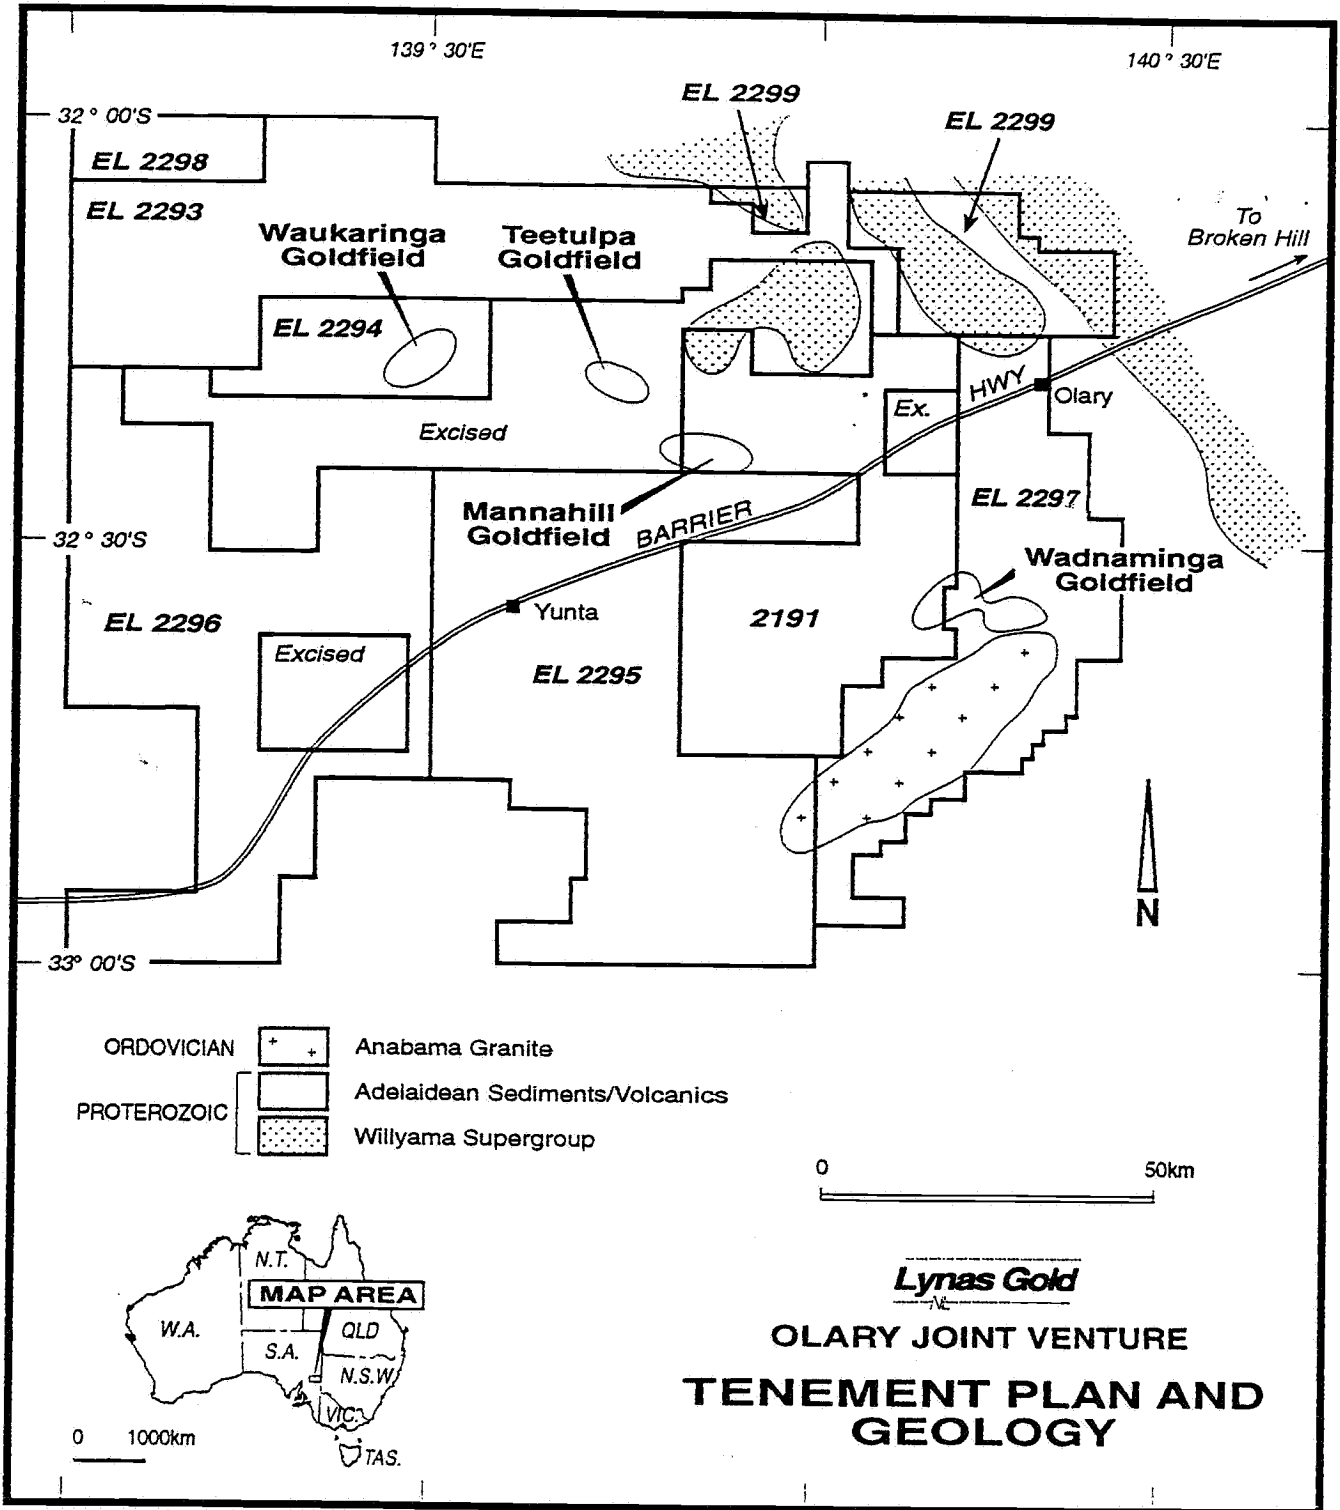 139° 30'E
140° 30'E
EL 2299
EL 2299
32° 00'S
EL 2298
EL 2293
Waukaringa
Goldfield
Teetulpa
Goldfield
To
Broken Hill
EL 2294
HWY
Olary
Ex.
Excised
EL 2297
Mannahill
Goldfield
BARRIER
32° 30'S
Wadnaminga
Goldfield
EL 2296
Yunta
2191
Excised
EL 2295
N
33° 00'S
ORDOVICIAN
Anabama Granite
PROTEROZOIC
Adelaidean Sediments/Volcanics
Willyama Supergroup
0 50km
N.T.
MAP AREA
W.A.
QLD
S.A.
N.S.W.
VIC.
TAS.
0 1000km
Lynas Gold
NL
OLARY JOINT VENTURE
TENEMENT PLAN AND
GEOLOGY